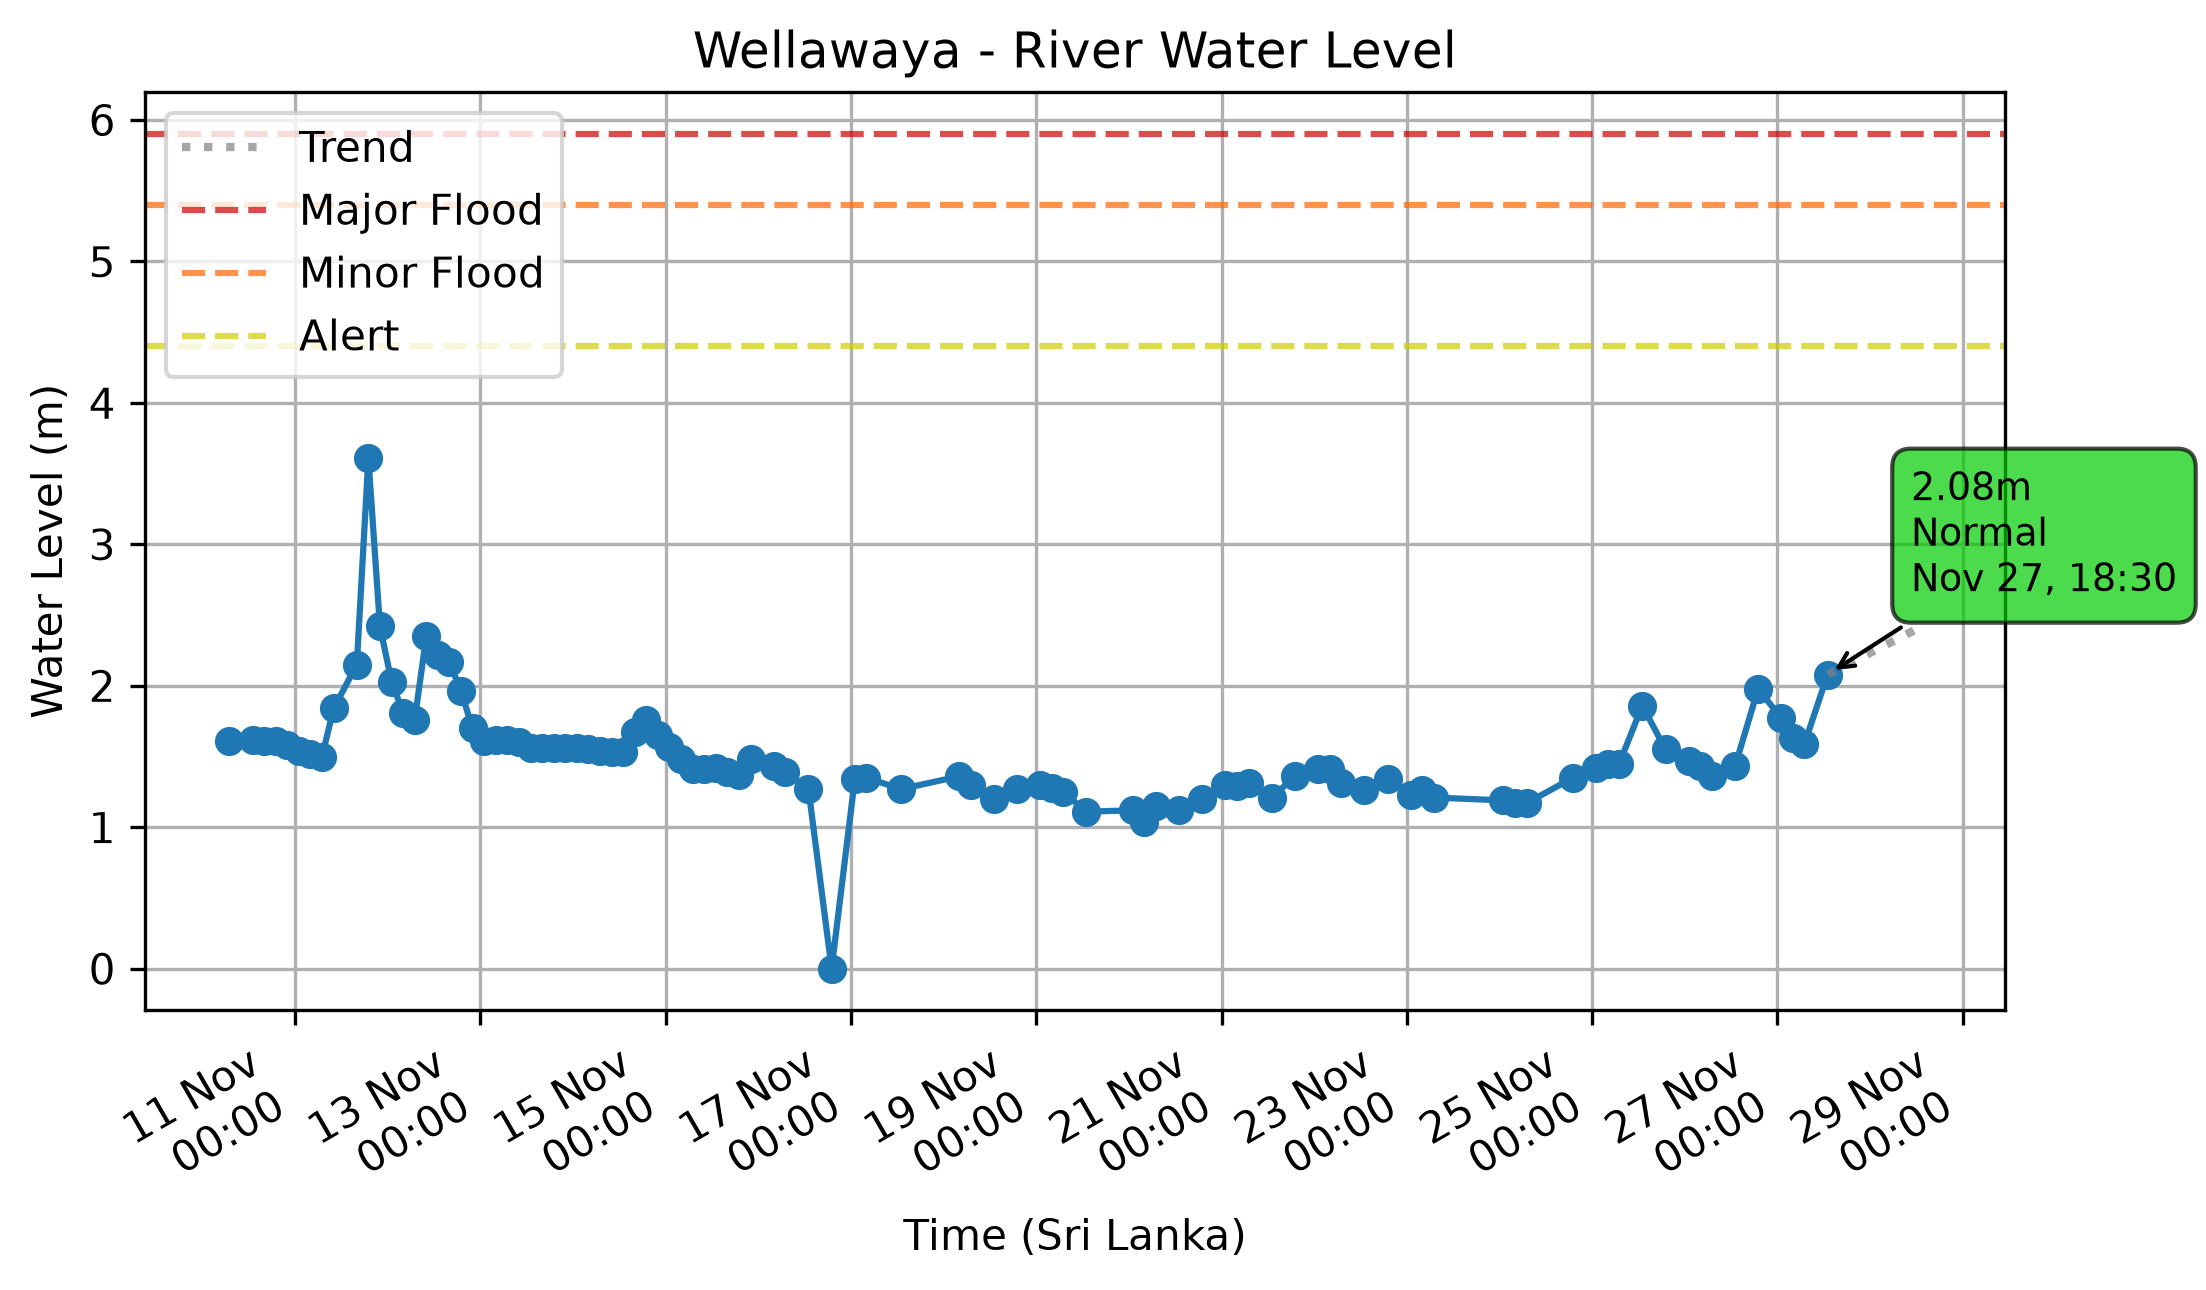 Wellawaya - River Water Level
6
5
4
3
2
1
0
Water Level (m)
Trend
Major Flood
Minor Flood
Alert
2.08m
Normal
Nov 27, 18:30
11 Nov
00:00
13 Nov
00:00
15 Nov
00:00
17 Nov
00:00
19 Nov
00:00
21 Nov
00:00
23 Nov
00:00
25 Nov
00:00
27 Nov
00:00
29 Nov
00:00
Time (Sri Lanka)